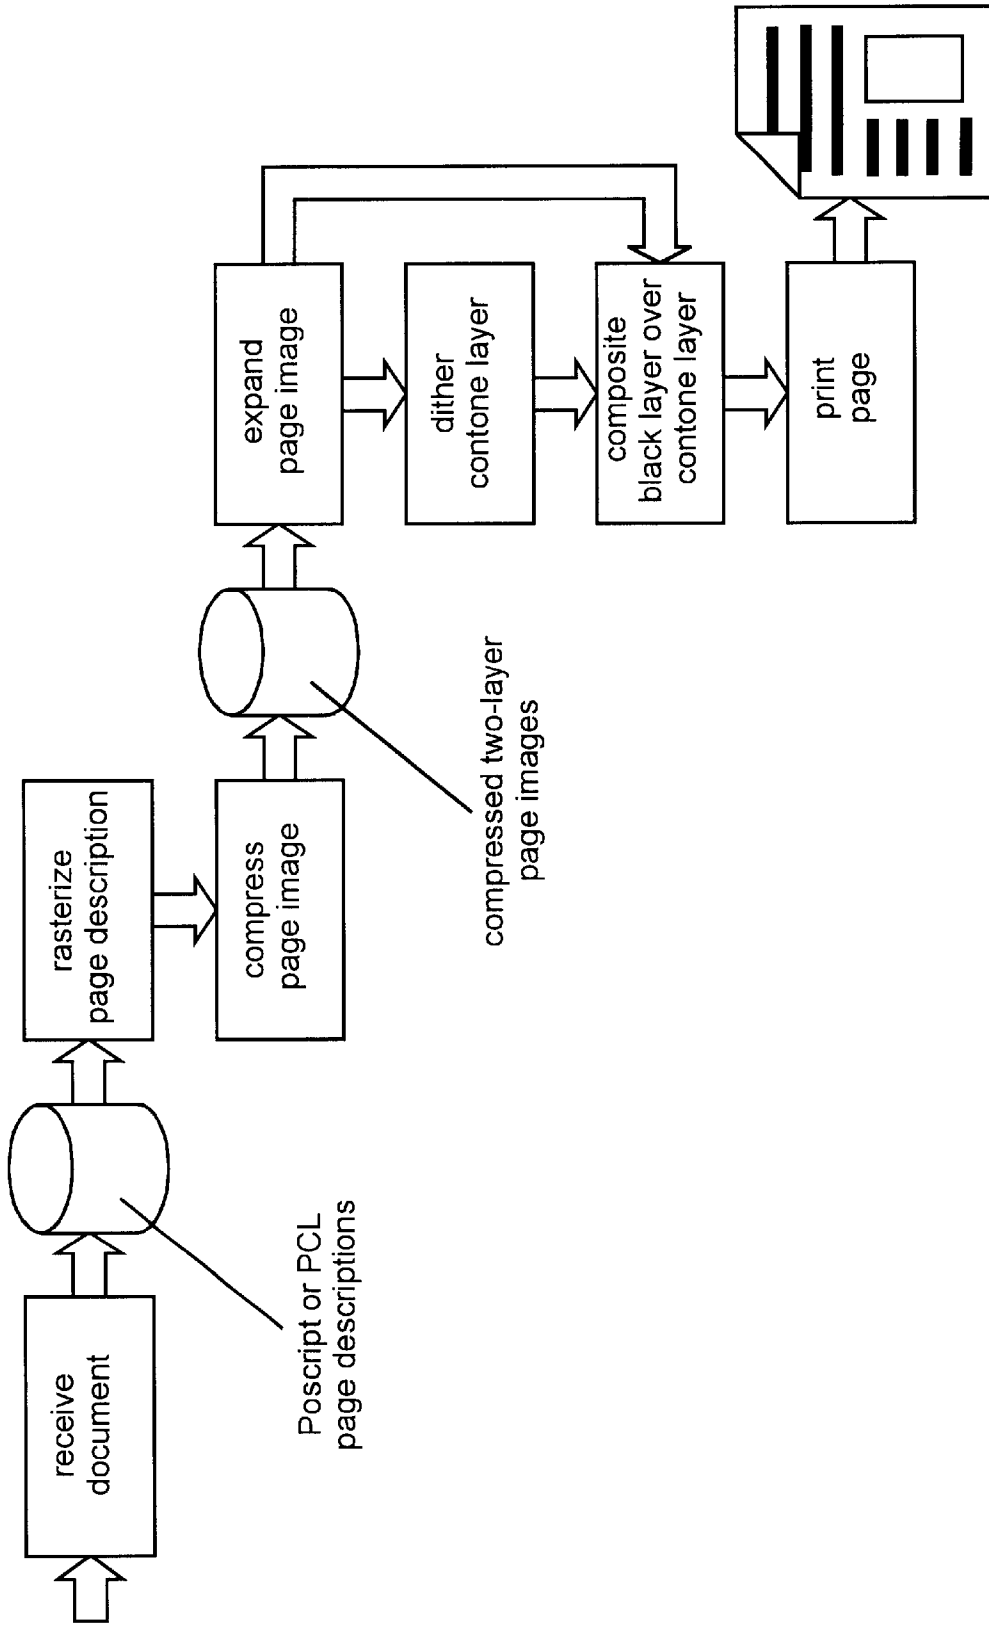 receive
document
Poscript or PCL
page descriptions
rasterize
page description
compress
page image
compressed two-layer
page images
expand
page image
dither
contone layer
composite
black layer over
contone layer
print
page